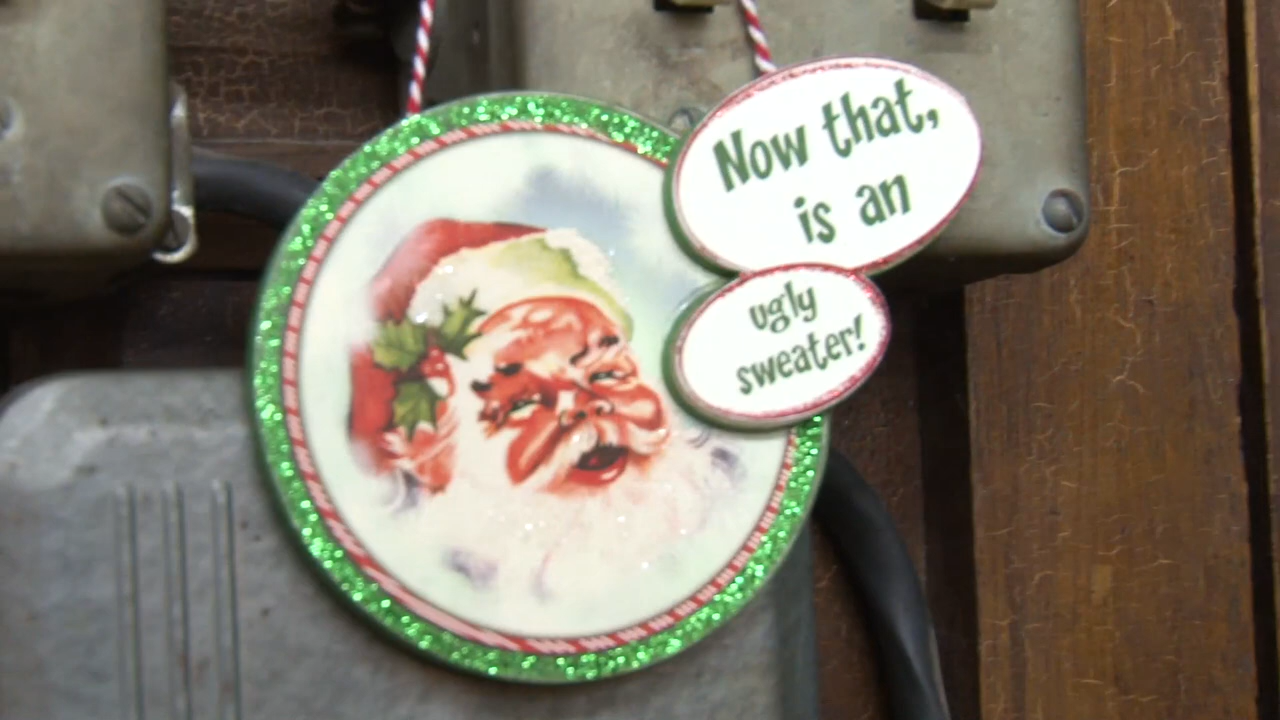 Now that,
is an
ugly
sweater!